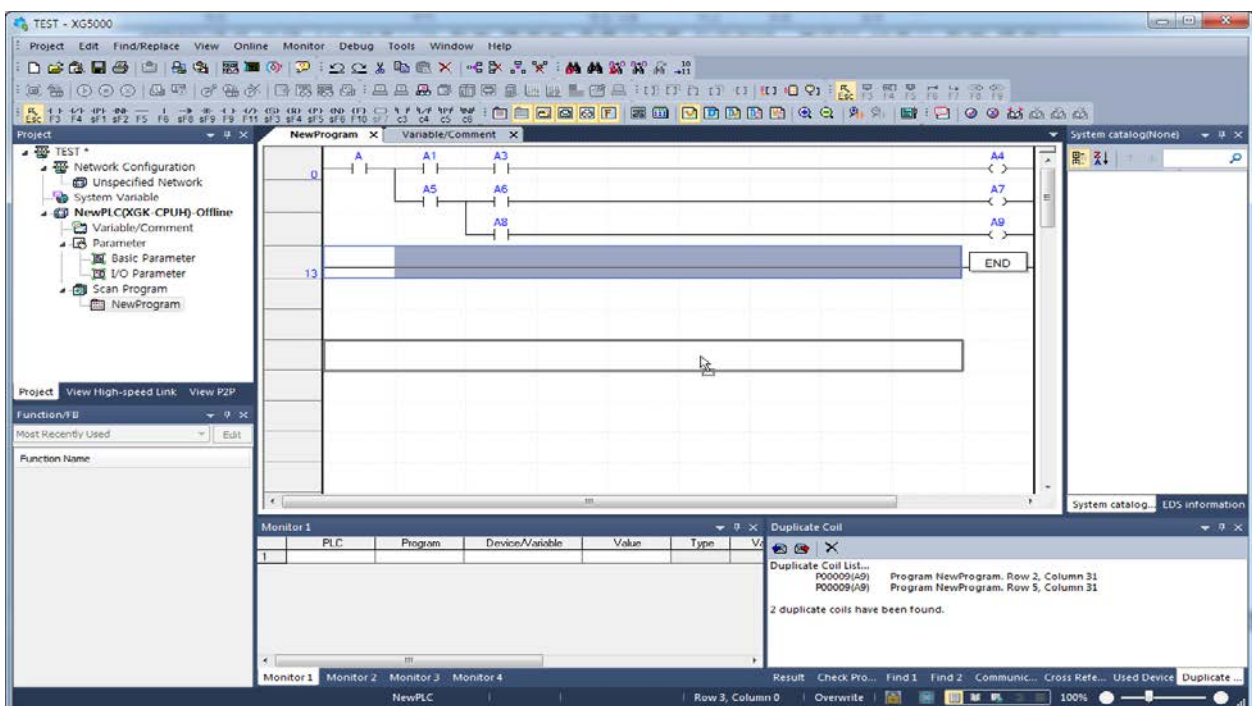 TEST - XG5000
Project Edit Find/Replace View Online Monitor Debug Tools Window Help
Project
NewProgram X Variable/Comment X
System catalog(None)
TEST *
Network Configuration
Unspecified Network
System Variable
NewPLC(XGK-CPUH)-Offline
Variable/Comment
Parameter
Basic Parameter
I/O Parameter
Scan Program
NewProgram
A A1 A3 A4
0
A5 A6 A7
A8 A9
END
13
Project View High-speed Link View P2P
Function/FB
Most Recently Used Edit
Function Name
System catalog... EDS information
Monitor 1
PLC Program Device/Variable Value Type
1
Duplicate Coil
Duplicate Coil List...
P00009(A9) Program NewProgram. Row 2, Column 31
P00009(A9) Program NewProgram. Row 5, Column 31
2 duplicate coils have been found.
Monitor 1 Monitor 2 Monitor 3 Monitor 4
Result Check Pro... Find 1 Find 2 Communic... Cross Refe... Used Device Duplicate ...
NewPLC Row 3, Column 0 Overwrite 100%